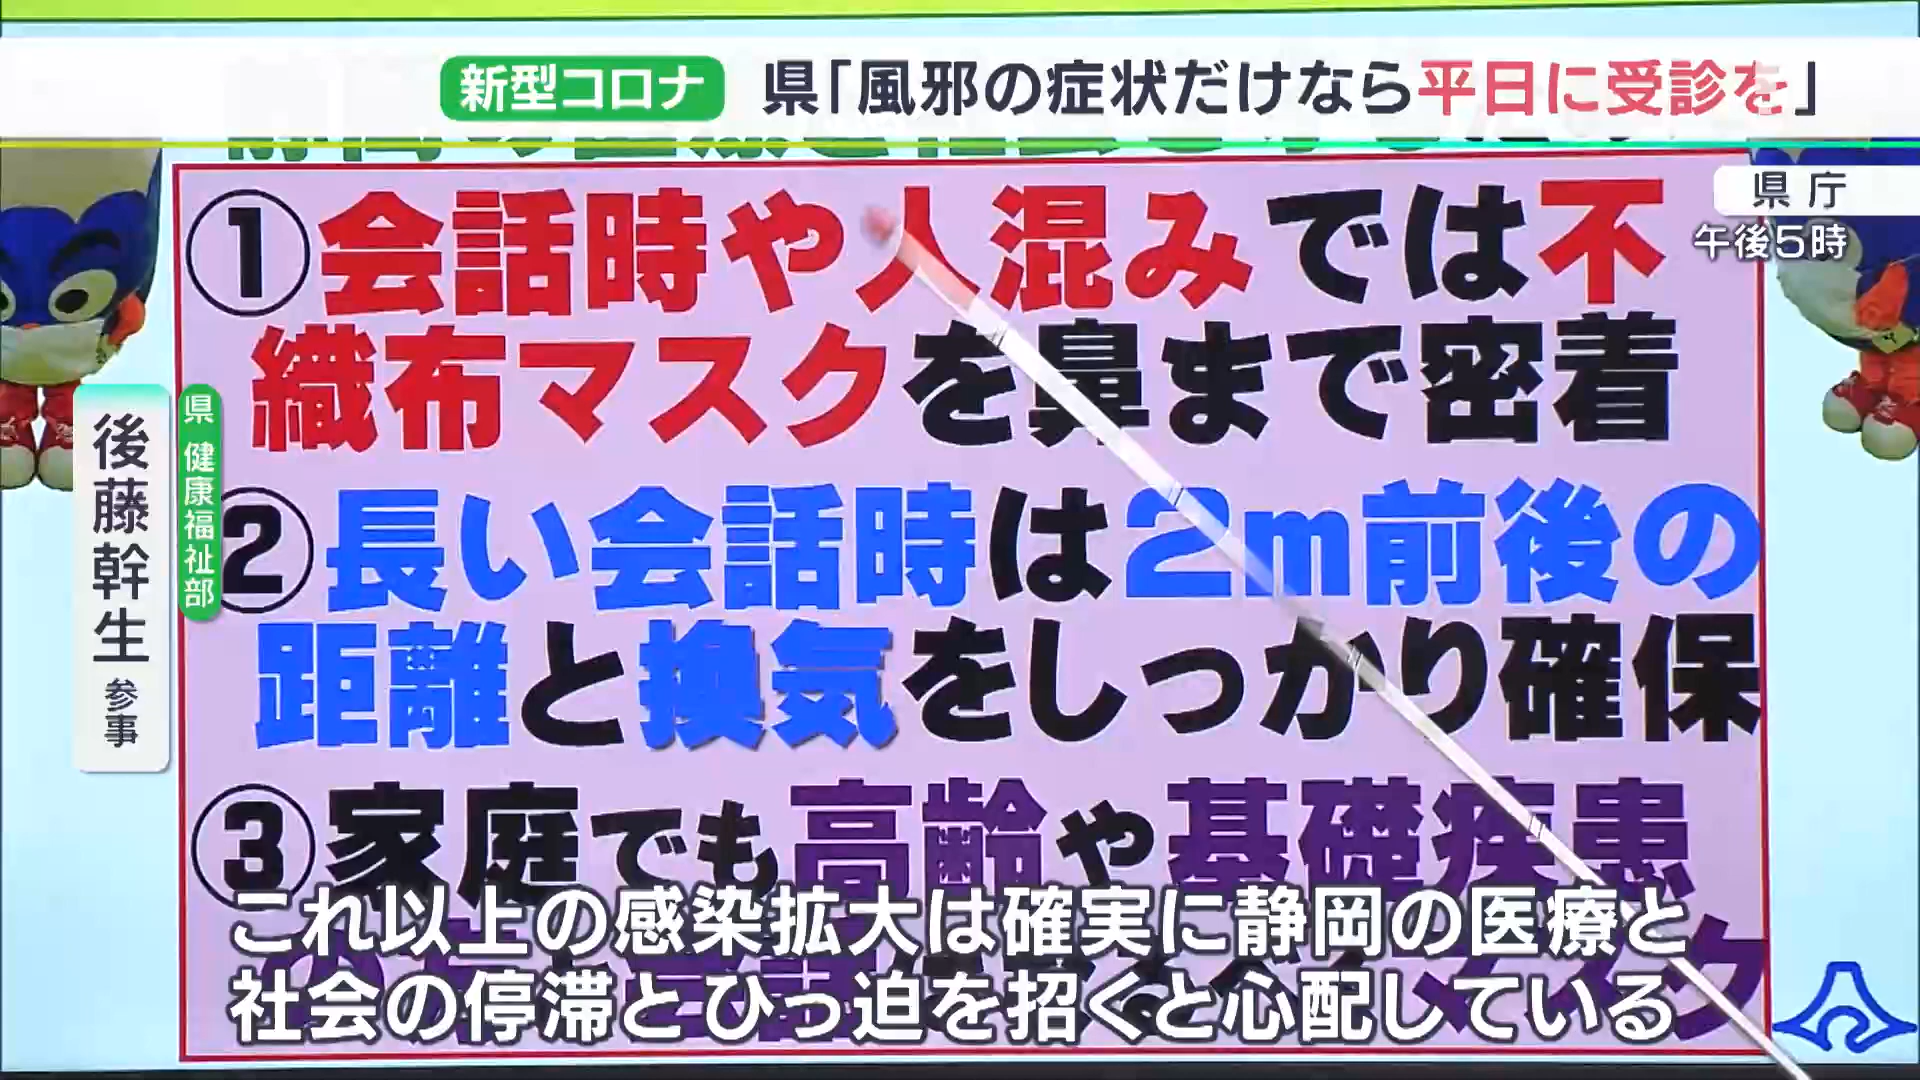 新型コロナ 県「風邪の症状だけなら平日に受診を」
県庁
午後5時
①会話時や人混みでは不
織布マスクを鼻まで密着
②長い会話時は2m前後の
距離と換気をしっかり確保
③家庭でも高齢や基礎疾患
県 健康福祉部
後藤幹生 参事
これ以上の感染拡大は確実に静岡の医療と
社会の停滞とひっ迫を招くと心配している